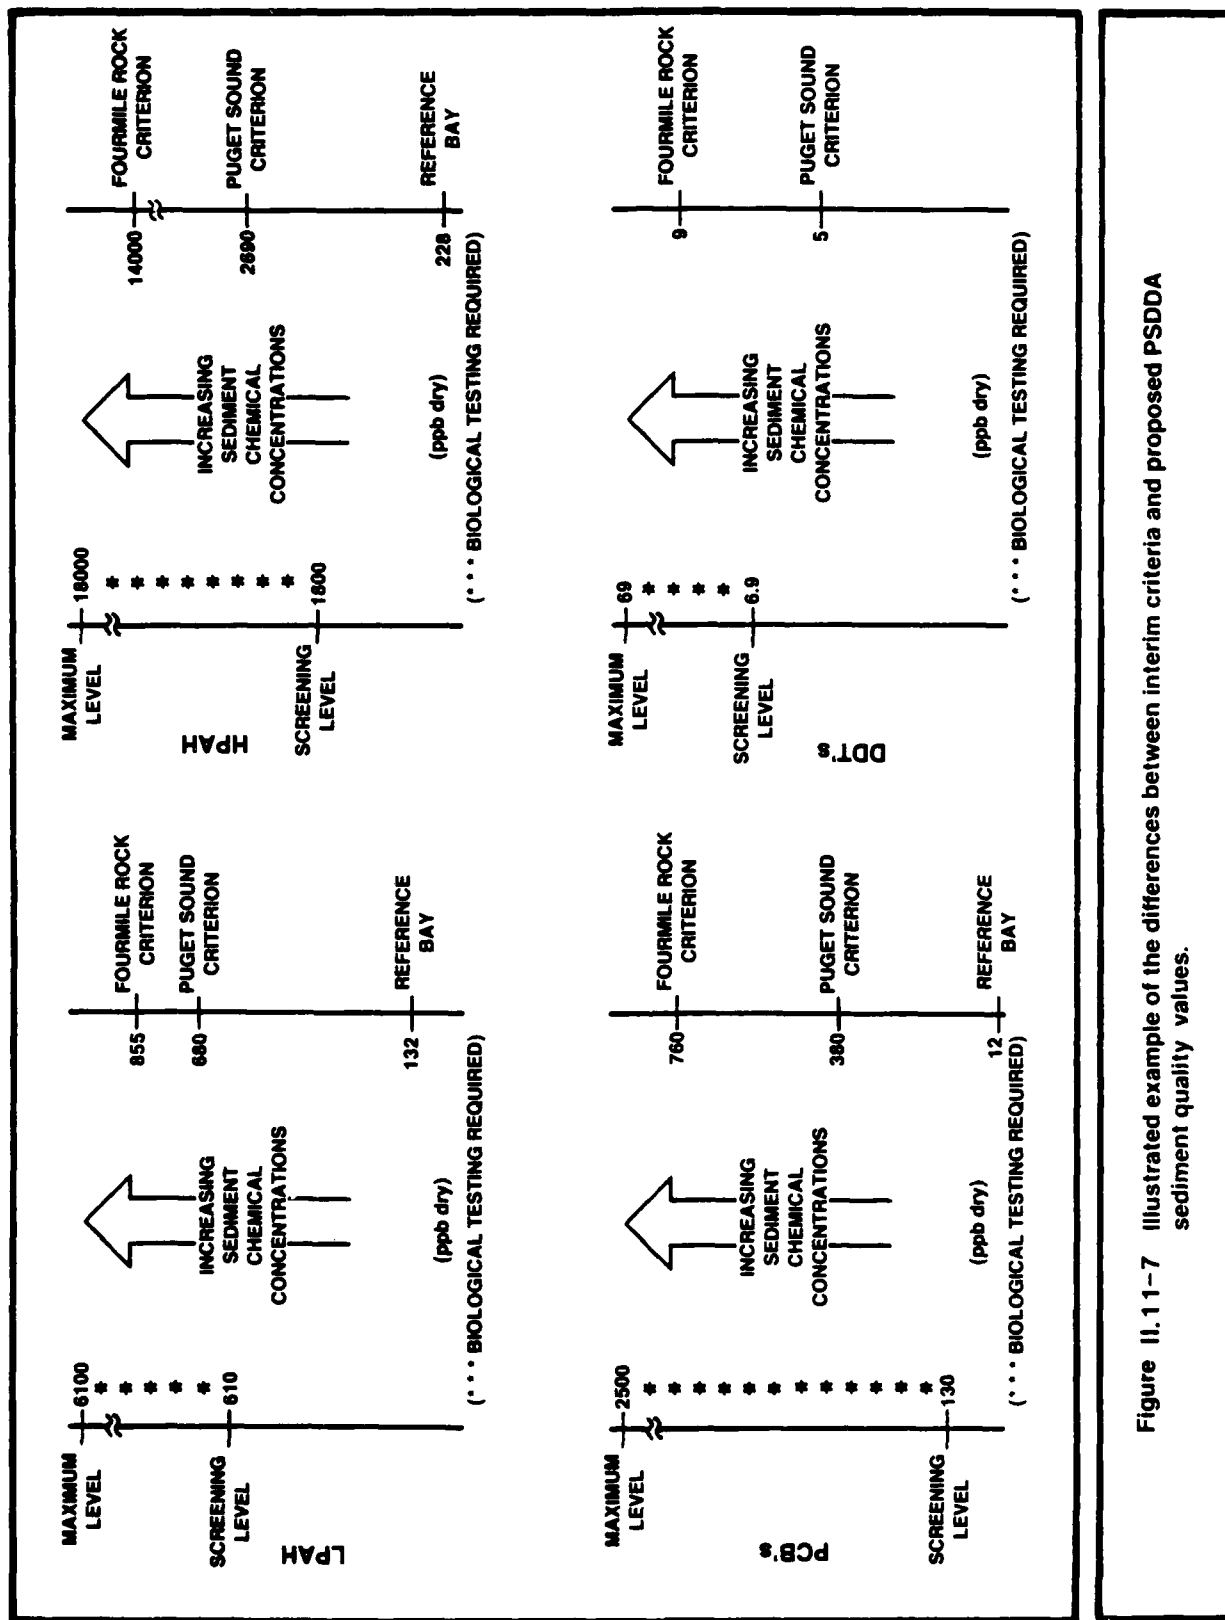 MAXIMUM
LEVEL
6100
* * * * *
610
SCREENING
LEVEL
LPAH
INCREASING
SEDIMENT
CHEMICAL
CONCENTRATIONS
(ppb dry)
855
FOURMILE ROCK
CRITERION
680
PUGET SOUND
CRITERION
132
REFERENCE
BAY
(* * * BIOLOGICAL TESTING REQUIRED)
MAXIMUM
LEVEL
18000
* * * * * * * *
1800
SCREENING
LEVEL
HPAH
INCREASING
SEDIMENT
CHEMICAL
CONCENTRATIONS
(ppb dry)
14000
FOURMILE ROCK
CRITERION
2690
PUGET SOUND
CRITERION
228
REFERENCE
BAY
(* * * BIOLOGICAL TESTING REQUIRED)
MAXIMUM
LEVEL
2500
* * * * * * * * * * * *
130
SCREENING
LEVEL
PCB's
INCREASING
SEDIMENT
CHEMICAL
CONCENTRATIONS
(ppb dry)
760
FOURMILE ROCK
CRITERION
380
PUGET SOUND
CRITERION
12
REFERENCE
BAY
(* * * BIOLOGICAL TESTING REQUIRED)
MAXIMUM
LEVEL
69
* * * *
6.9
SCREENING
LEVEL
DDT's
INCREASING
SEDIMENT
CHEMICAL
CONCENTRATIONS
(ppb dry)
9
FOURMILE ROCK
CRITERION
5
PUGET SOUND
CRITERION
(* * * BIOLOGICAL TESTING REQUIRED)
Figure II.11-7 Illustrated example of the differences between interim criteria and proposed PSDDA
sediment quality values.